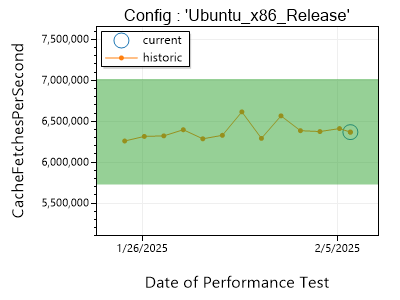 Config : 'Ubuntu_x86_Release'
current
historic
CacheFetchesPerSecond
7,500,000
7,000,000
6,500,000
6,000,000
5,500,000
1/26/2025
2/5/2025
Date of Performance Test